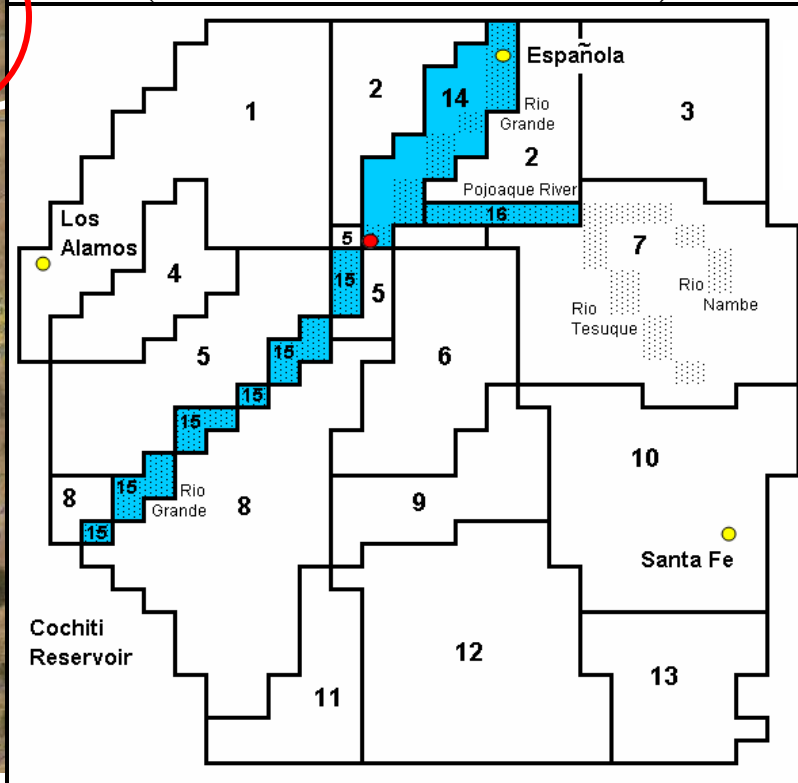 Española
2
14
1
3
Rio
Grande
2
Pojoaque River
16
Los
Alamos
5
7
4
15
5
Rio
Nambe
Rio
Tesuque
15
5
6
15
15
10
15
Rio
Grande
8
8
9
15
Santa Fe
Cochiti
Reservoir
12
13
11